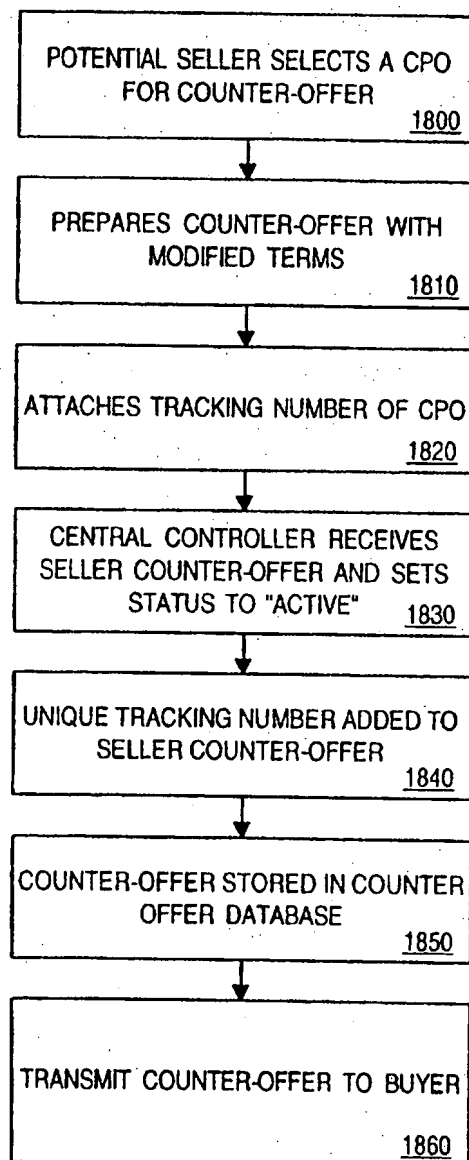 POTENTIAL SELLER SELECTS A CPO
FOR COUNTER-OFFER
1800
PREPARES COUNTER-OFFER WITH
MODIFIED TERMS
1810
ATTACHES TRACKING NUMBER OF CPO
1820
CENTRAL CONTROLLER RECEIVES
SELLER COUNTER-OFFER AND SETS
STATUS TO "ACTIVE"
1830
UNIQUE TRACKING NUMBER ADDED TO
SELLER COUNTER-OFFER
1840
COUNTER-OFFER STORED IN COUNTER
OFFER DATABASE
1850
TRANSMIT COUNTER-OFFER TO BUYER
1860